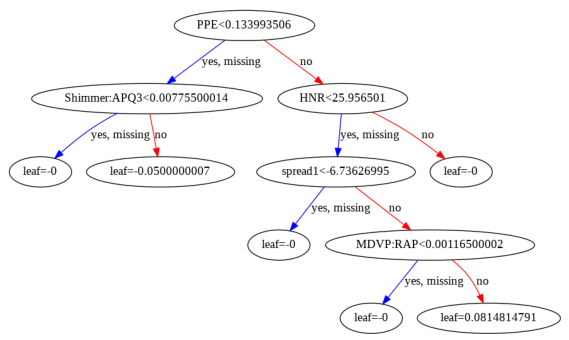 PPE<0.133993506
yes, missing
no
Shimmer:APQ3<0.00775500014
HNR<25.956501
yes, missing
no
yes, missing
no
leaf=-0
leaf=-0.0500000007
spread1<-6.73626995
leaf=-0
yes, missing
no
leaf=-0
MDVP:RAP<0.00116500002
yes, missing
no
leaf=-0
leaf=0.0814814791